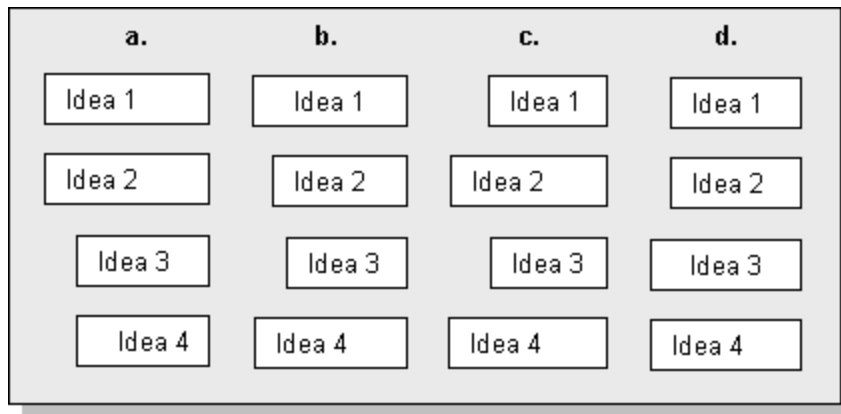 a. b. c. d.
Idea 1 Idea 1 Idea 1 Idea 1
Idea 2 Idea 2 Idea 2 Idea 2
Idea 3 Idea 3 Idea 3 Idea 3
Idea 4 Idea 4 Idea 4 Idea 4